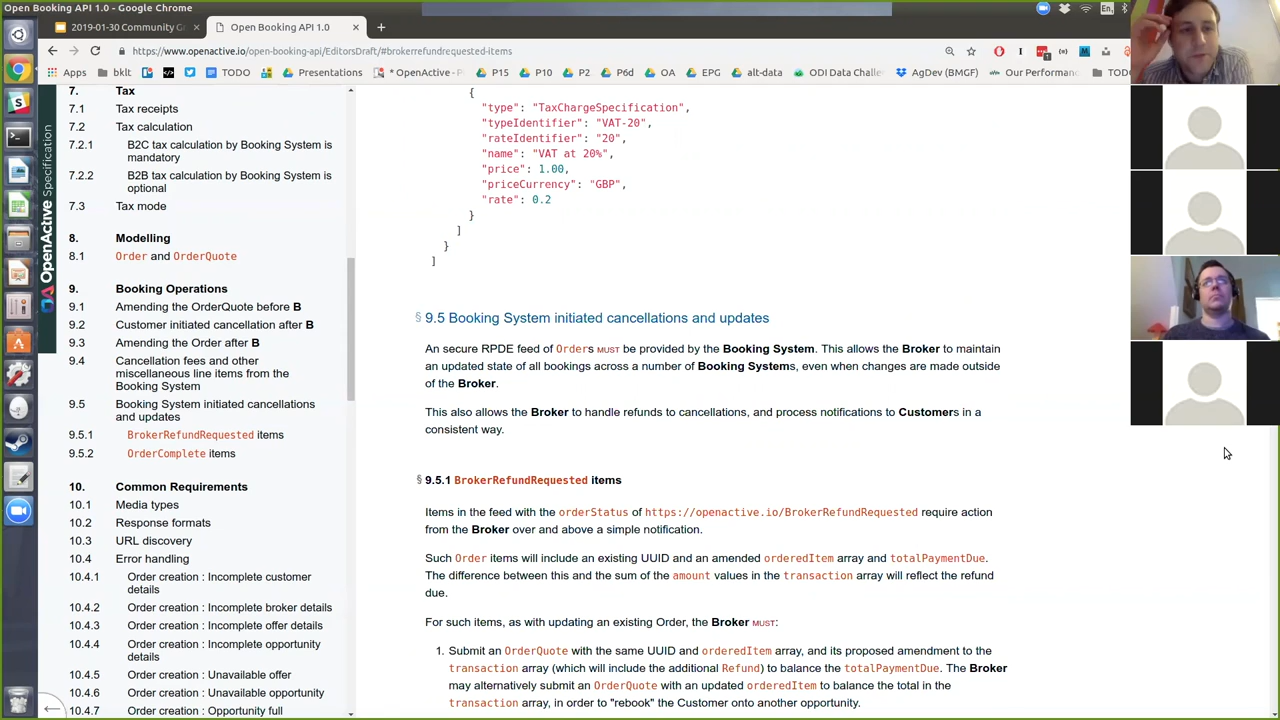 Open Booking API 1.0 - Google Chrome
En
2019-01-30 Community G
Open Booking API 1.0
https://www.openactive.io/open-booking-api/EditorsDraft/#brokerrefundrequested-items
Apps
bklt
TODO
Presentations
* OpenActive - P
P15
P10
P2
P6d
OA
EPG
alt-data
ODI Data Challe
AgDev (BMGF)
Our Performan
TOD
OpenActive Specification
7. Tax
7.1 Tax receipts
7.2 Tax calculation
7.2.1 B2C tax calculation by Booking System is
mandatory
7.2.2 B2B tax calculation by Booking System is
optional
7.3 Tax mode
8. Modelling
8.1 Order and OrderQuote
9. Booking Operations
9.1 Amending the OrderQuote before B
9.2 Customer initiated cancellation after B
9.3 Amending the Order after B
9.4 Cancellation fees and other
miscellaneous line items from the
Booking System
9.5 Booking System initiated cancellations
and updates
9.5.1 BrokerRefundRequested items
9.5.2 OrderComplete items
10. Common Requirements
10.1 Media types
10.2 Response formats
10.3 URL discovery
10.4 Error handling
10.4.1 Order creation : Incomplete customer
details
10.4.2 Order creation : Incomplete broker details
10.4.3 Order creation : Incomplete offer details
10.4.4 Order creation : Incomplete opportunity
details
10.4.5 Order creation : Unavailable offer
10.4.6 Order creation : Unavailable opportunity
10.4.7 Order creation : Opportunity full
{
"type": "TaxChargeSpecification",
"typeIdentifier": "VAT-20",
"rateIdentifier": "20",
"name": "VAT at 20%",
"price": 1.00,
"priceCurrency": "GBP",
"rate": 0.2
}
]
}
]
§ 9.5 Booking System initiated cancellations and updates
An secure RPDE feed of Orders MUST be provided by the Booking System. This allows the Broker to maintain
an updated state of all bookings across a number of Booking Systems, even when changes are made outside
of the Broker.
This also allows the Broker to handle refunds to cancellations, and process notifications to Customers in a
consistent way.
§ 9.5.1 BrokerRefundRequested items
Items in the feed with the orderStatus of https://openactive.io/BrokerRefundRequested require action
from the Broker over and above a simple notification.
Such Order items will include an existing UUID and an amended orderedItem array and totalPaymentDue.
The difference between this and the sum of the amount values in the transaction array will reflect the refund
due.
For such items, as with updating an existing Order, the Broker MUST:
1. Submit an OrderQuote with the same UUID and orderedItem array, and its proposed amendment to the
transaction array (which will include the additional Refund) to balance the totalPaymentDue. The Broker
may alternatively submit an OrderQuote with an updated orderedItem to balance the total in the
transaction array, in order to "rebook" the Customer onto another opportunity.